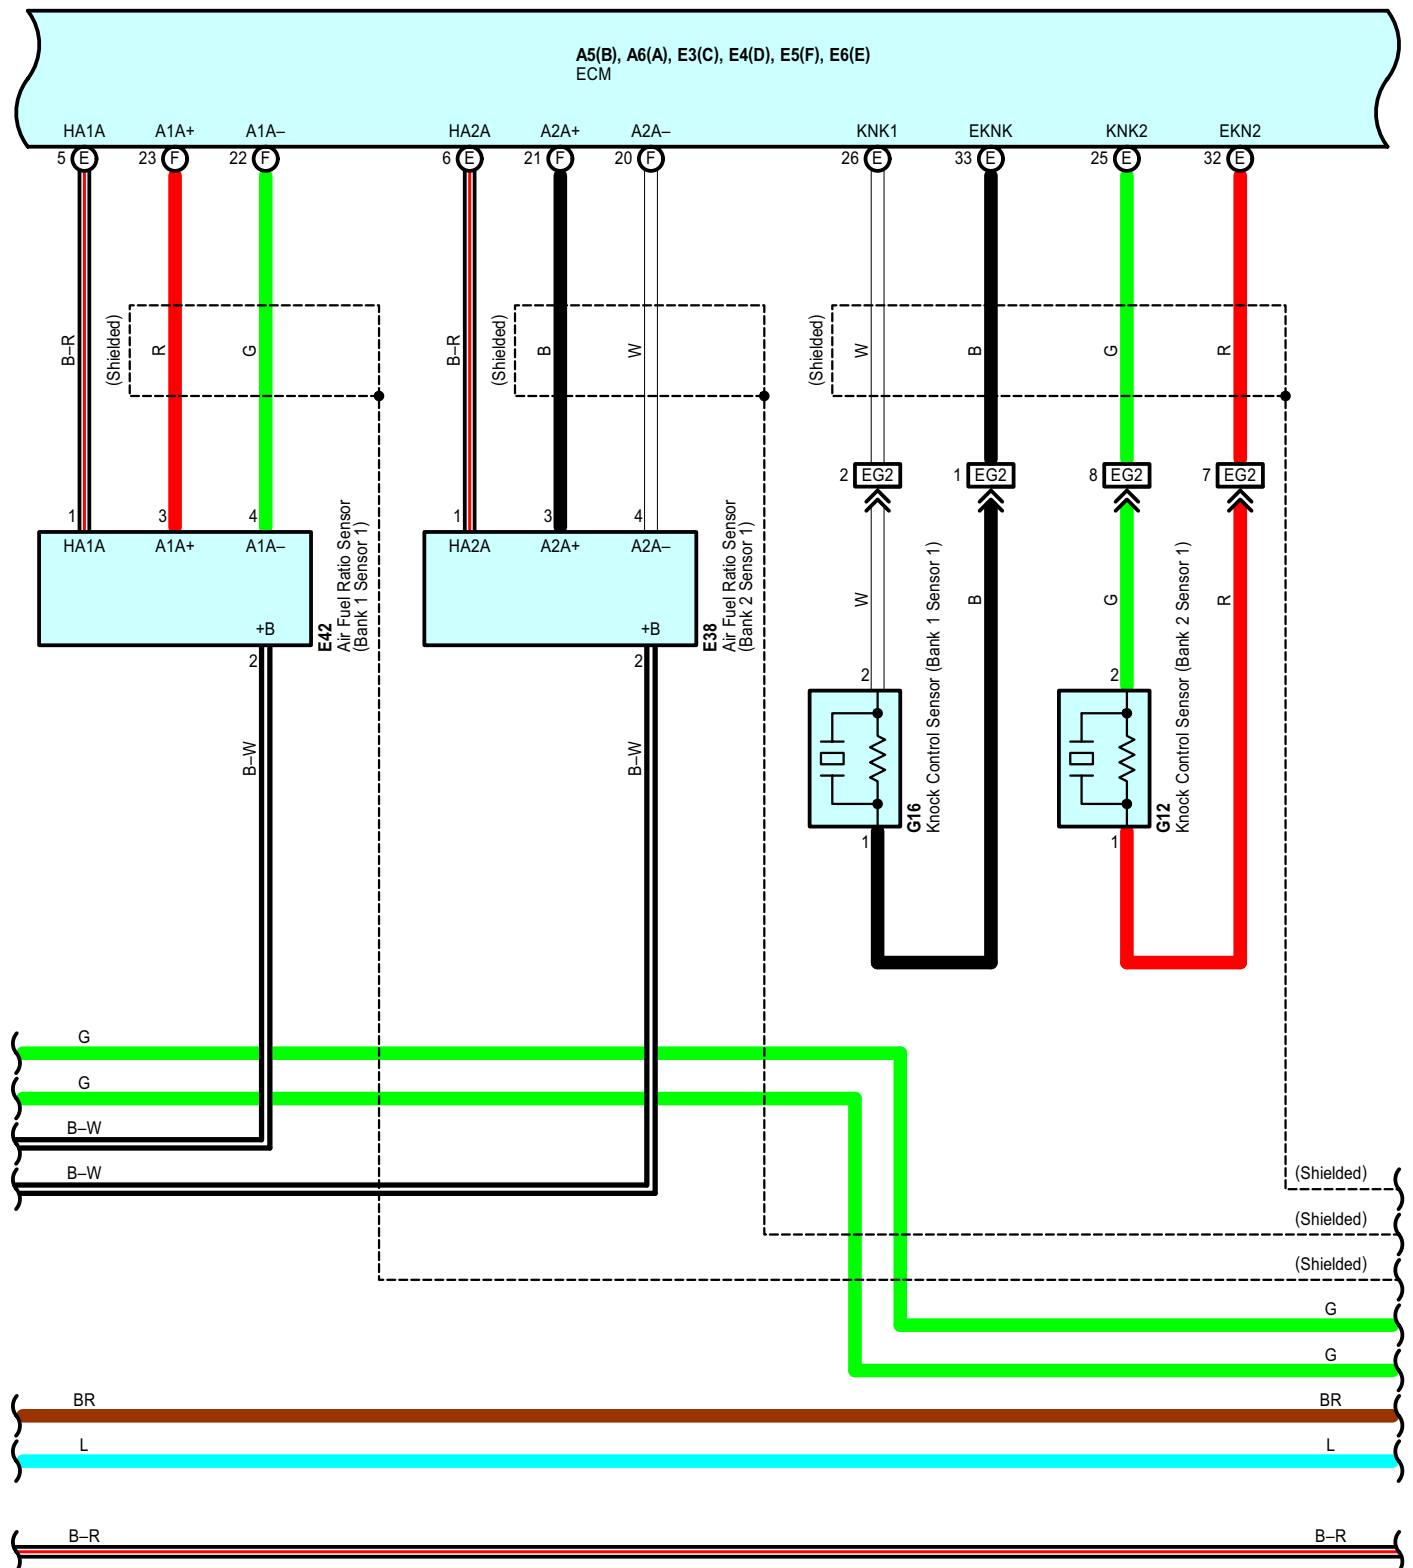 A5(B), A6(A), E3(C), E4(D), E5(F), E6(E)
ECM
HA1A A1A+ A1A– HA2A A2A+ A2A– KNK1 EKNK KNK2 EKN2
5 E 23 F 22 F 6 E 21 F 20 F 26 E 33 E 25 E 32 E
B–R
(Shielded)
R
G
B–R
(Shielded)
B
W
(Shielded)
W
B
G
R
2 EG2 1 EG2 8 EG2 7 EG2
1 3 4 1 3 4
HA1A A1A+ A1A– HA2A A2A+ A2A–
+B +B
2 2
E42
Air Fuel Ratio Sensor
(Bank 1 Sensor 1)
E38
Air Fuel Ratio Sensor
(Bank 2 Sensor 1)
W
B
G
R
2 2
G16
Knock Control Sensor (Bank 1 Sensor 1)
G12
Knock Control Sensor (Bank 2 Sensor 1)
1 1
B–W
B–W
G
G
B–W
B–W
(Shielded)
(Shielded)
(Shielded)
G
G
BR BR
L L
B–R B–R